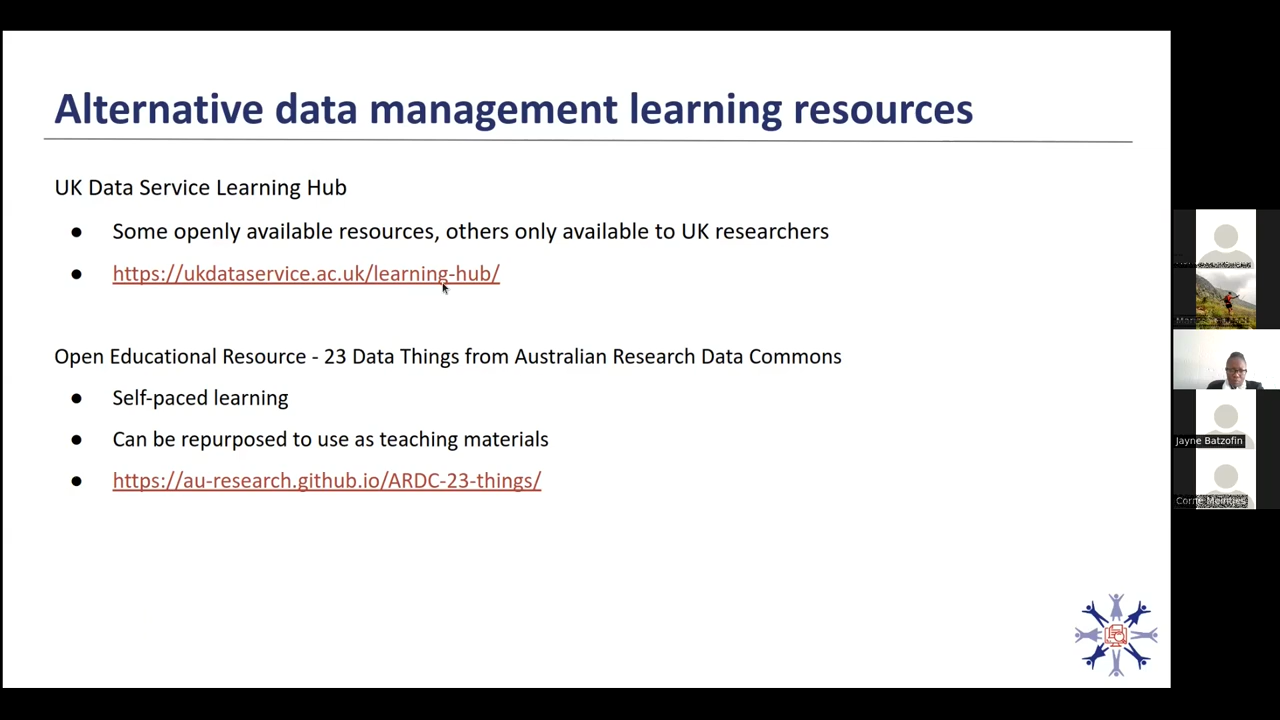 Alternative data management learning resources
UK Data Service Learning Hub
● Some openly available resources, others only available to UK researchers
● https://ukdataservice.ac.uk/learning-hub/
Open Educational Resource - 23 Data Things from Australian Research Data Commons
● Self-paced learning
● Can be repurposed to use as teaching materials
● https://au-research.github.io/ARDC-23-things/
Jayne Batzofin